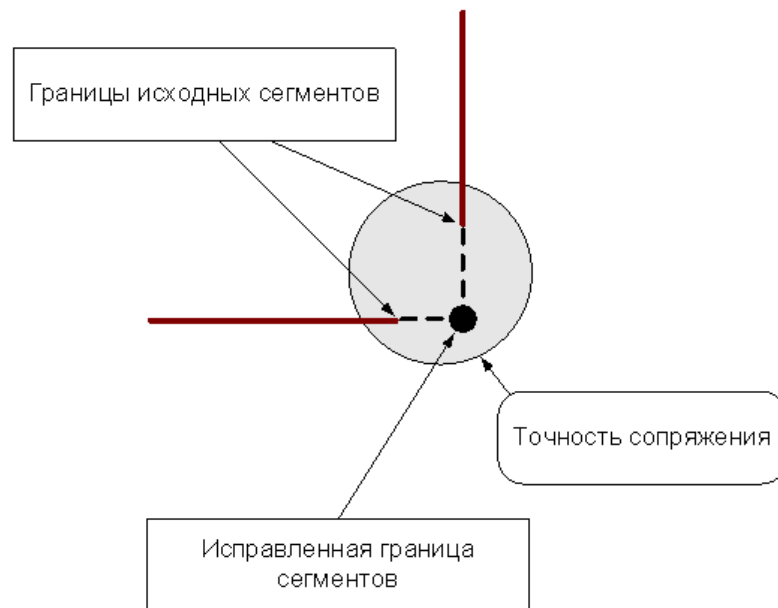 Границы исходных сегментов
Точность сопряжения
Исправленная граница
сегментов